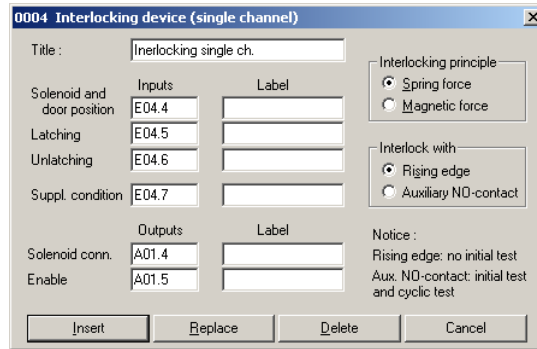 0004 Interlocking device (single channel)
Title :
Inerlocking single ch.
Inputs
Label
Solenoid and
door position
E04.4
Latching
E04.5
Unlatching
E04.6
Suppl. condition
E04.7
Outputs
Label
Solenoid conn.
A01.4
Enable
A01.5
Interlocking principle
Spring force
Magnetic force
Interlock with
Rising edge
Auxiliary NO-contact
Notice :
Rising edge: no initial test
Aux. NO-contact: initial test
and cyclic test
Insert
Replace
Delete
Cancel